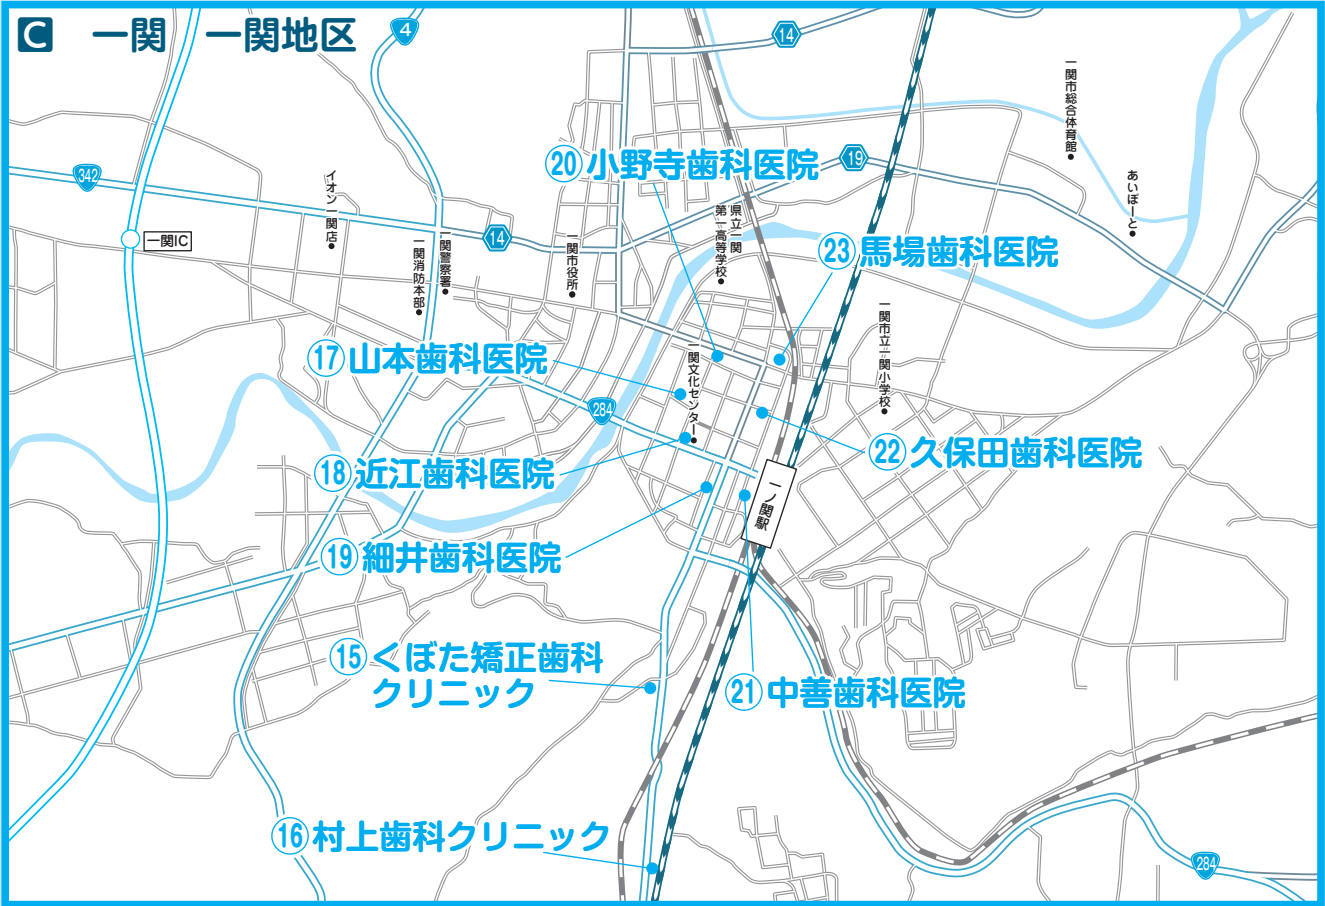 C 一関 一関地区
4
14
一関市総合体育館
342
イオン一関店
⑳小野寺歯科医院
19
あいぽーと
一関IC
14
一関消防本部
一関警察署
一関市役所
県立一関
第一高等学校
㉓馬場歯科医院
一関市立一関小学校
⑰山本歯科医院
一関文化センター
284
⑱近江歯科医院
㉒久保田歯科医院
一ノ関駅
⑲細井歯科医院
⑮くぼた矯正歯科
クリニック
㉑中善歯科医院
⑯村上歯科クリニック
284